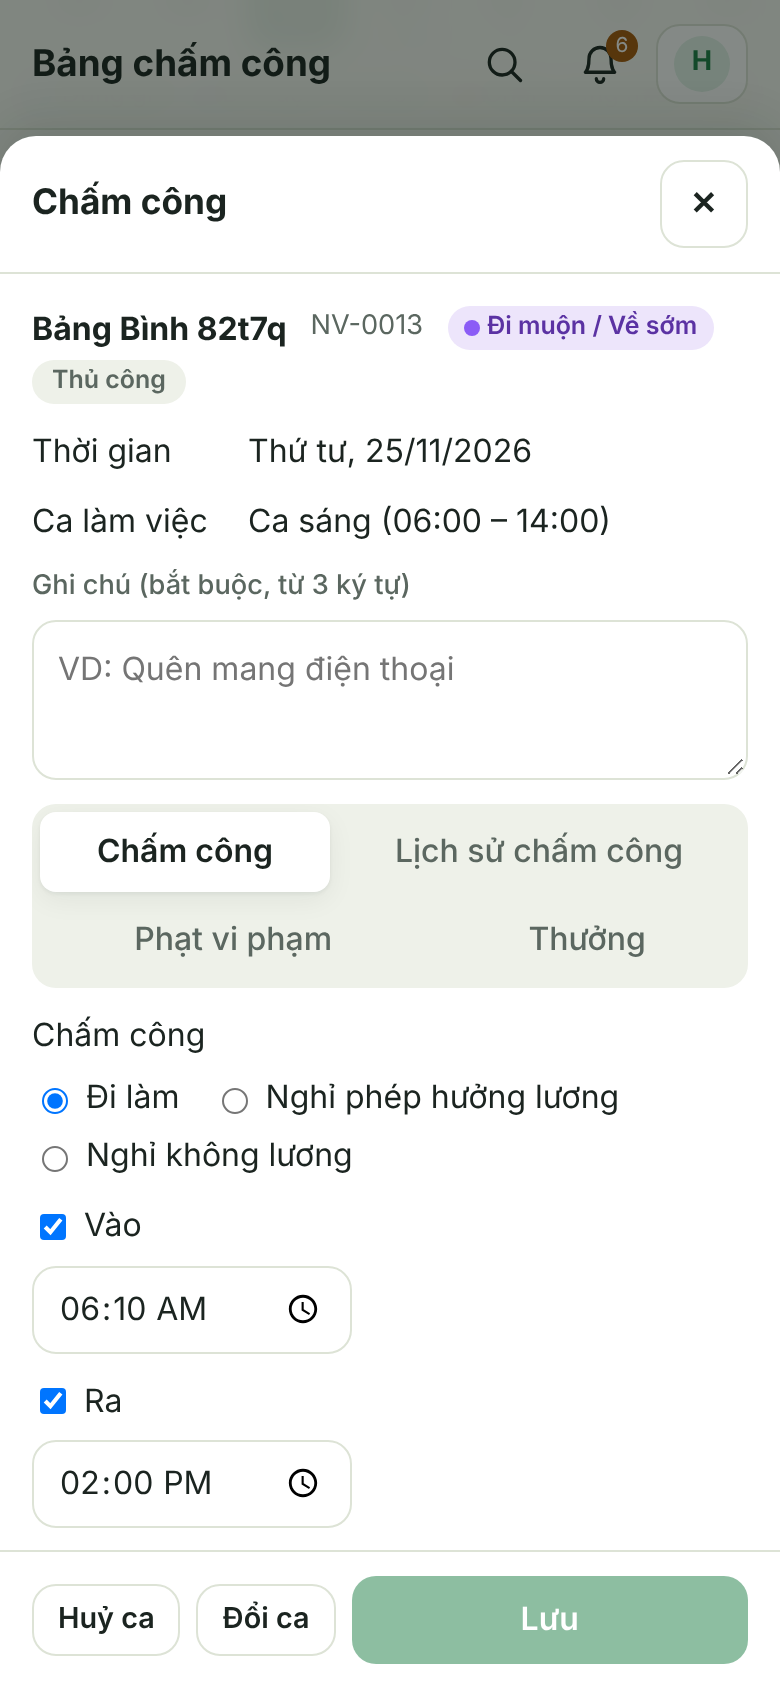 Bảng chấm công
6
H
Chấm công
Bảng Bình 82t7q NV-0013 Đi muộn / Về sớm
Thủ công
Thời gian Thứ tư, 25/11/2026
Ca làm việc Ca sáng (06:00 – 14:00)
Ghi chú (bắt buộc, từ 3 ký tự)
VD: Quên mang điện thoại
Chấm công Lịch sử chấm công
Phạt vi phạm Thưởng
Chấm công
Đi làm Nghỉ phép hưởng lương
Nghỉ không lương
Vào
06:10 AM
Ra
02:00 PM
Huỷ ca Đổi ca Lưu